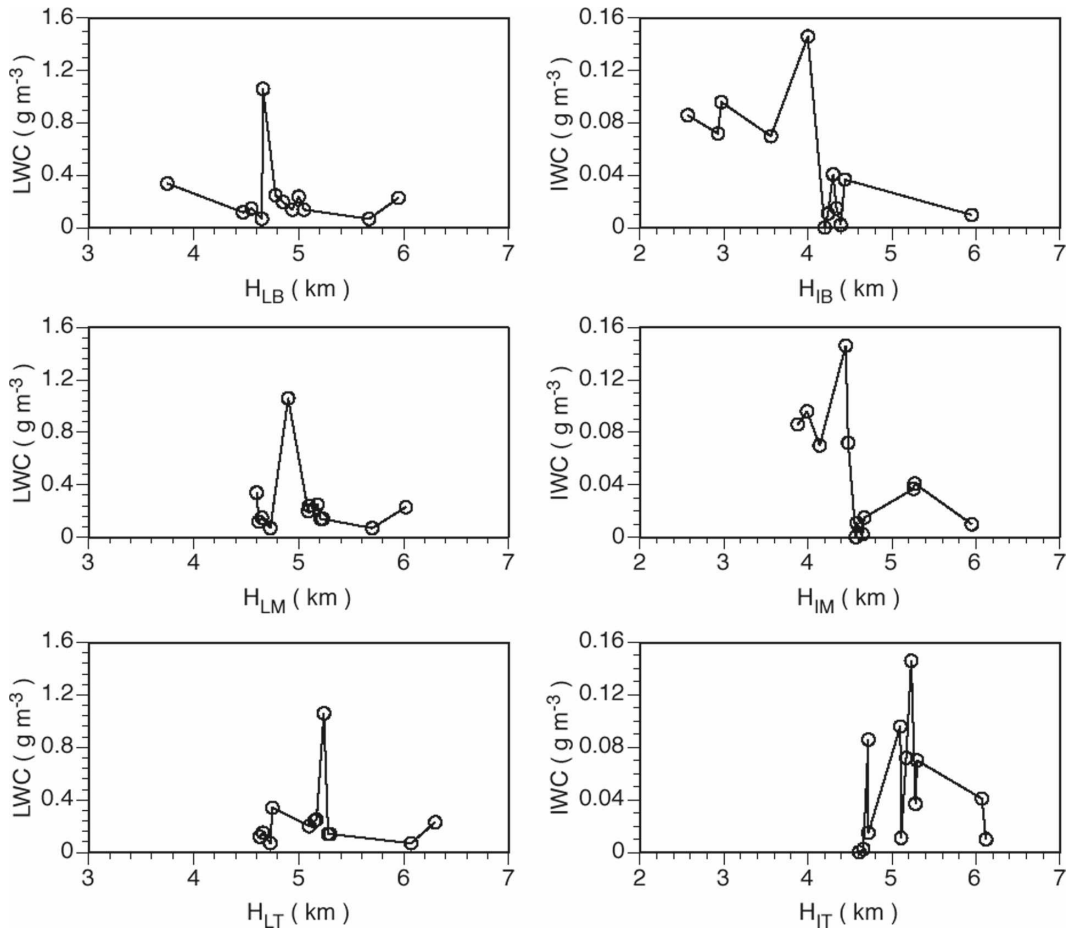 LWC ( g m-3)
1.6
1.2
0.8
0.4
0
3 4 5 6 7
HLB ( km )
IWC ( g m-3)
0.16
0.12
0.08
0.04
0
2 3 4 5 6 7
HIB ( km )
LWC ( g m-3)
1.6
1.2
0.8
0.4
0
3 4 5 6 7
HLM ( km )
IWC ( g m-3)
0.16
0.12
0.08
0.04
0
2 3 4 5 6 7
HIM ( km )
LWC ( g m-3)
1.6
1.2
0.8
0.4
0
3 4 5 6 7
HLT ( km )
IWC ( g m-3)
0.16
0.12
0.08
0.04
0
2 3 4 5 6 7
HIT ( km )